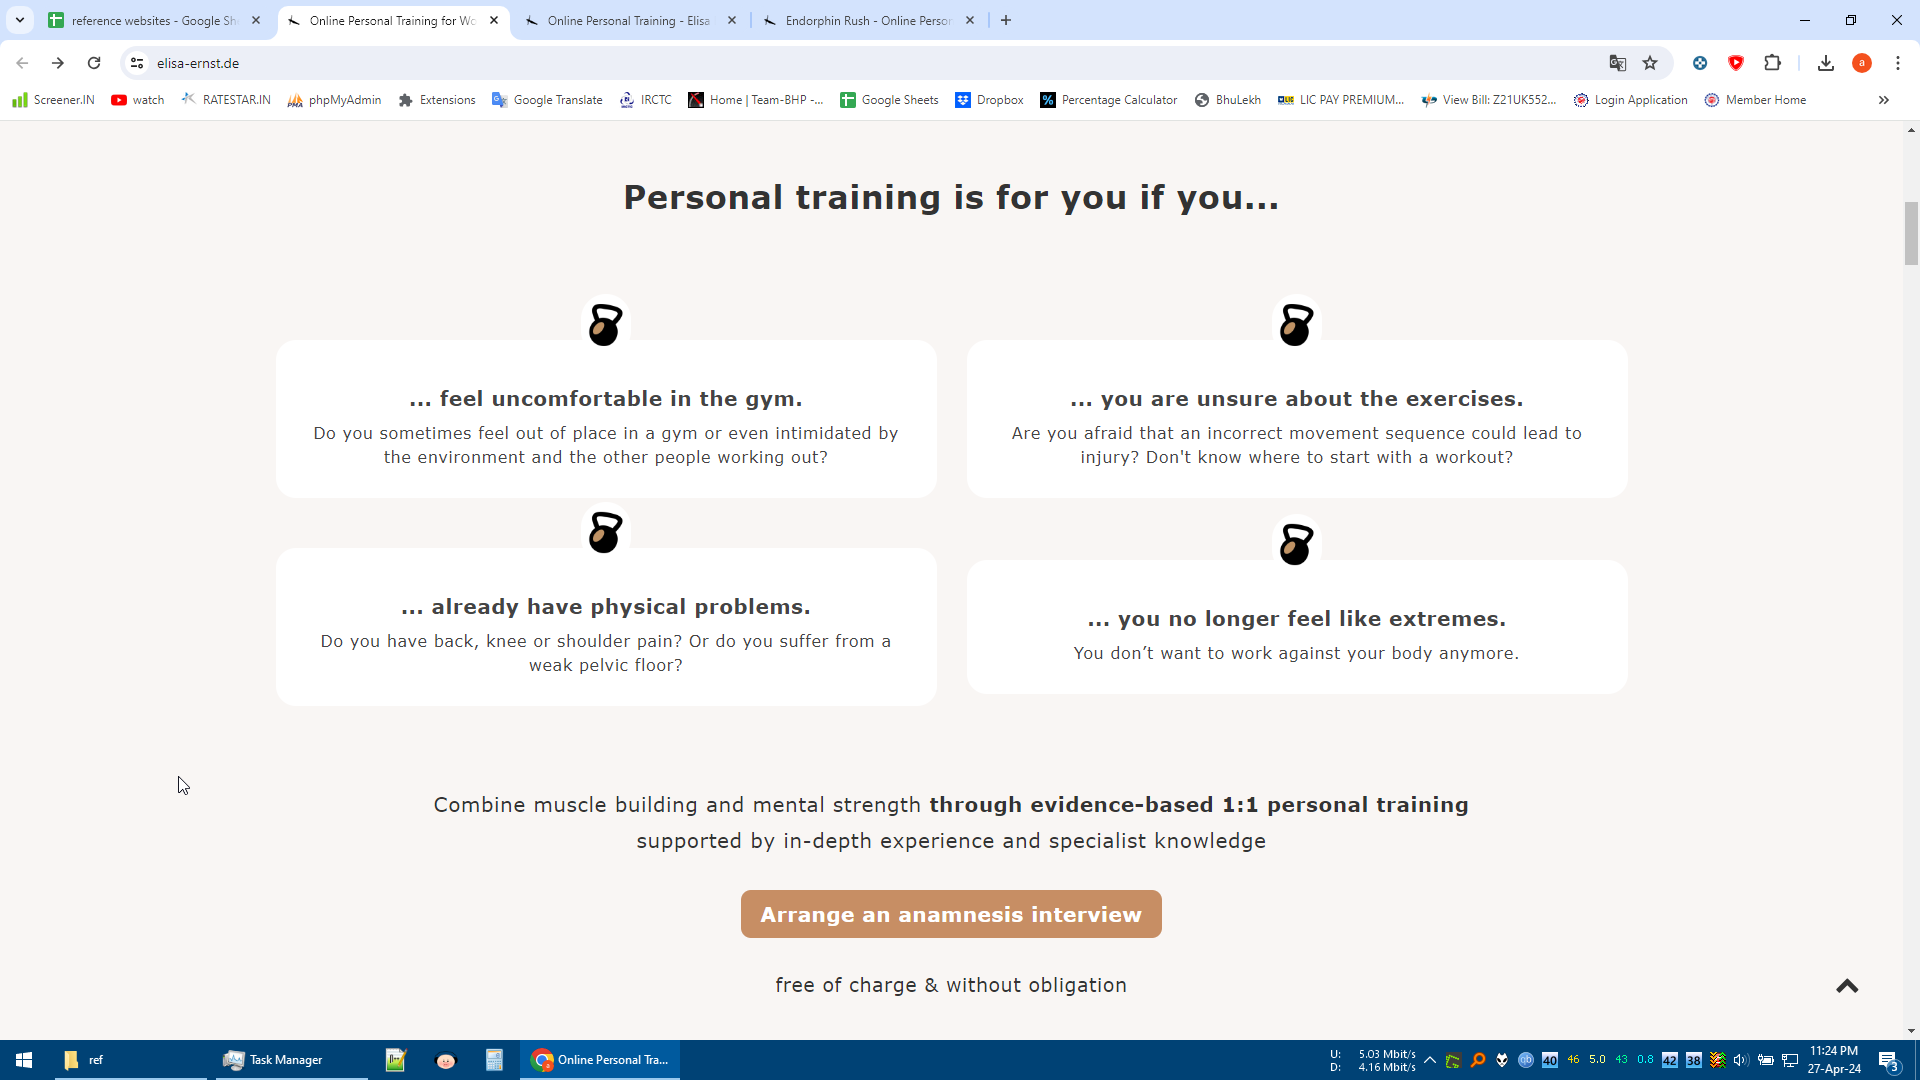 reference websites - Google Sh
Online Personal Training for Wo
Online Personal Training - Elisa
Endorphin Rush - Online Person
elisa-ernst.de
a
Screener.IN
watch
RATESTAR.IN
phpMyAdmin
Extensions
Google Translate
IRCTC
Home | Team-BHP -...
Google Sheets
Dropbox
Percentage Calculator
BhuLekh
LIC PAY PREMIUM...
View Bill: Z21UK552...
Login Application
Member Home
Personal training is for you if you...
... feel uncomfortable in the gym.
Do you sometimes feel out of place in a gym or even intimidated by
the environment and the other people working out?
... you are unsure about the exercises.
Are you afraid that an incorrect movement sequence could lead to
injury? Don't know where to start with a workout?
... already have physical problems.
Do you have back, knee or shoulder pain? Or do you suffer from a
weak pelvic floor?
... you no longer feel like extremes.
You don’t want to work against your body anymore.
Combine muscle building and mental strength through evidence-based 1:1 personal training
supported by in-depth experience and specialist knowledge
Arrange an anamnesis interview
free of charge & without obligation
ref
Task Manager
Online Personal Tra...
U: 5.03 Mbit/s
D: 4.16 Mbit/s
40 46 5.0 43 0.8 42 38
11:24 PM
27-Apr-24
3